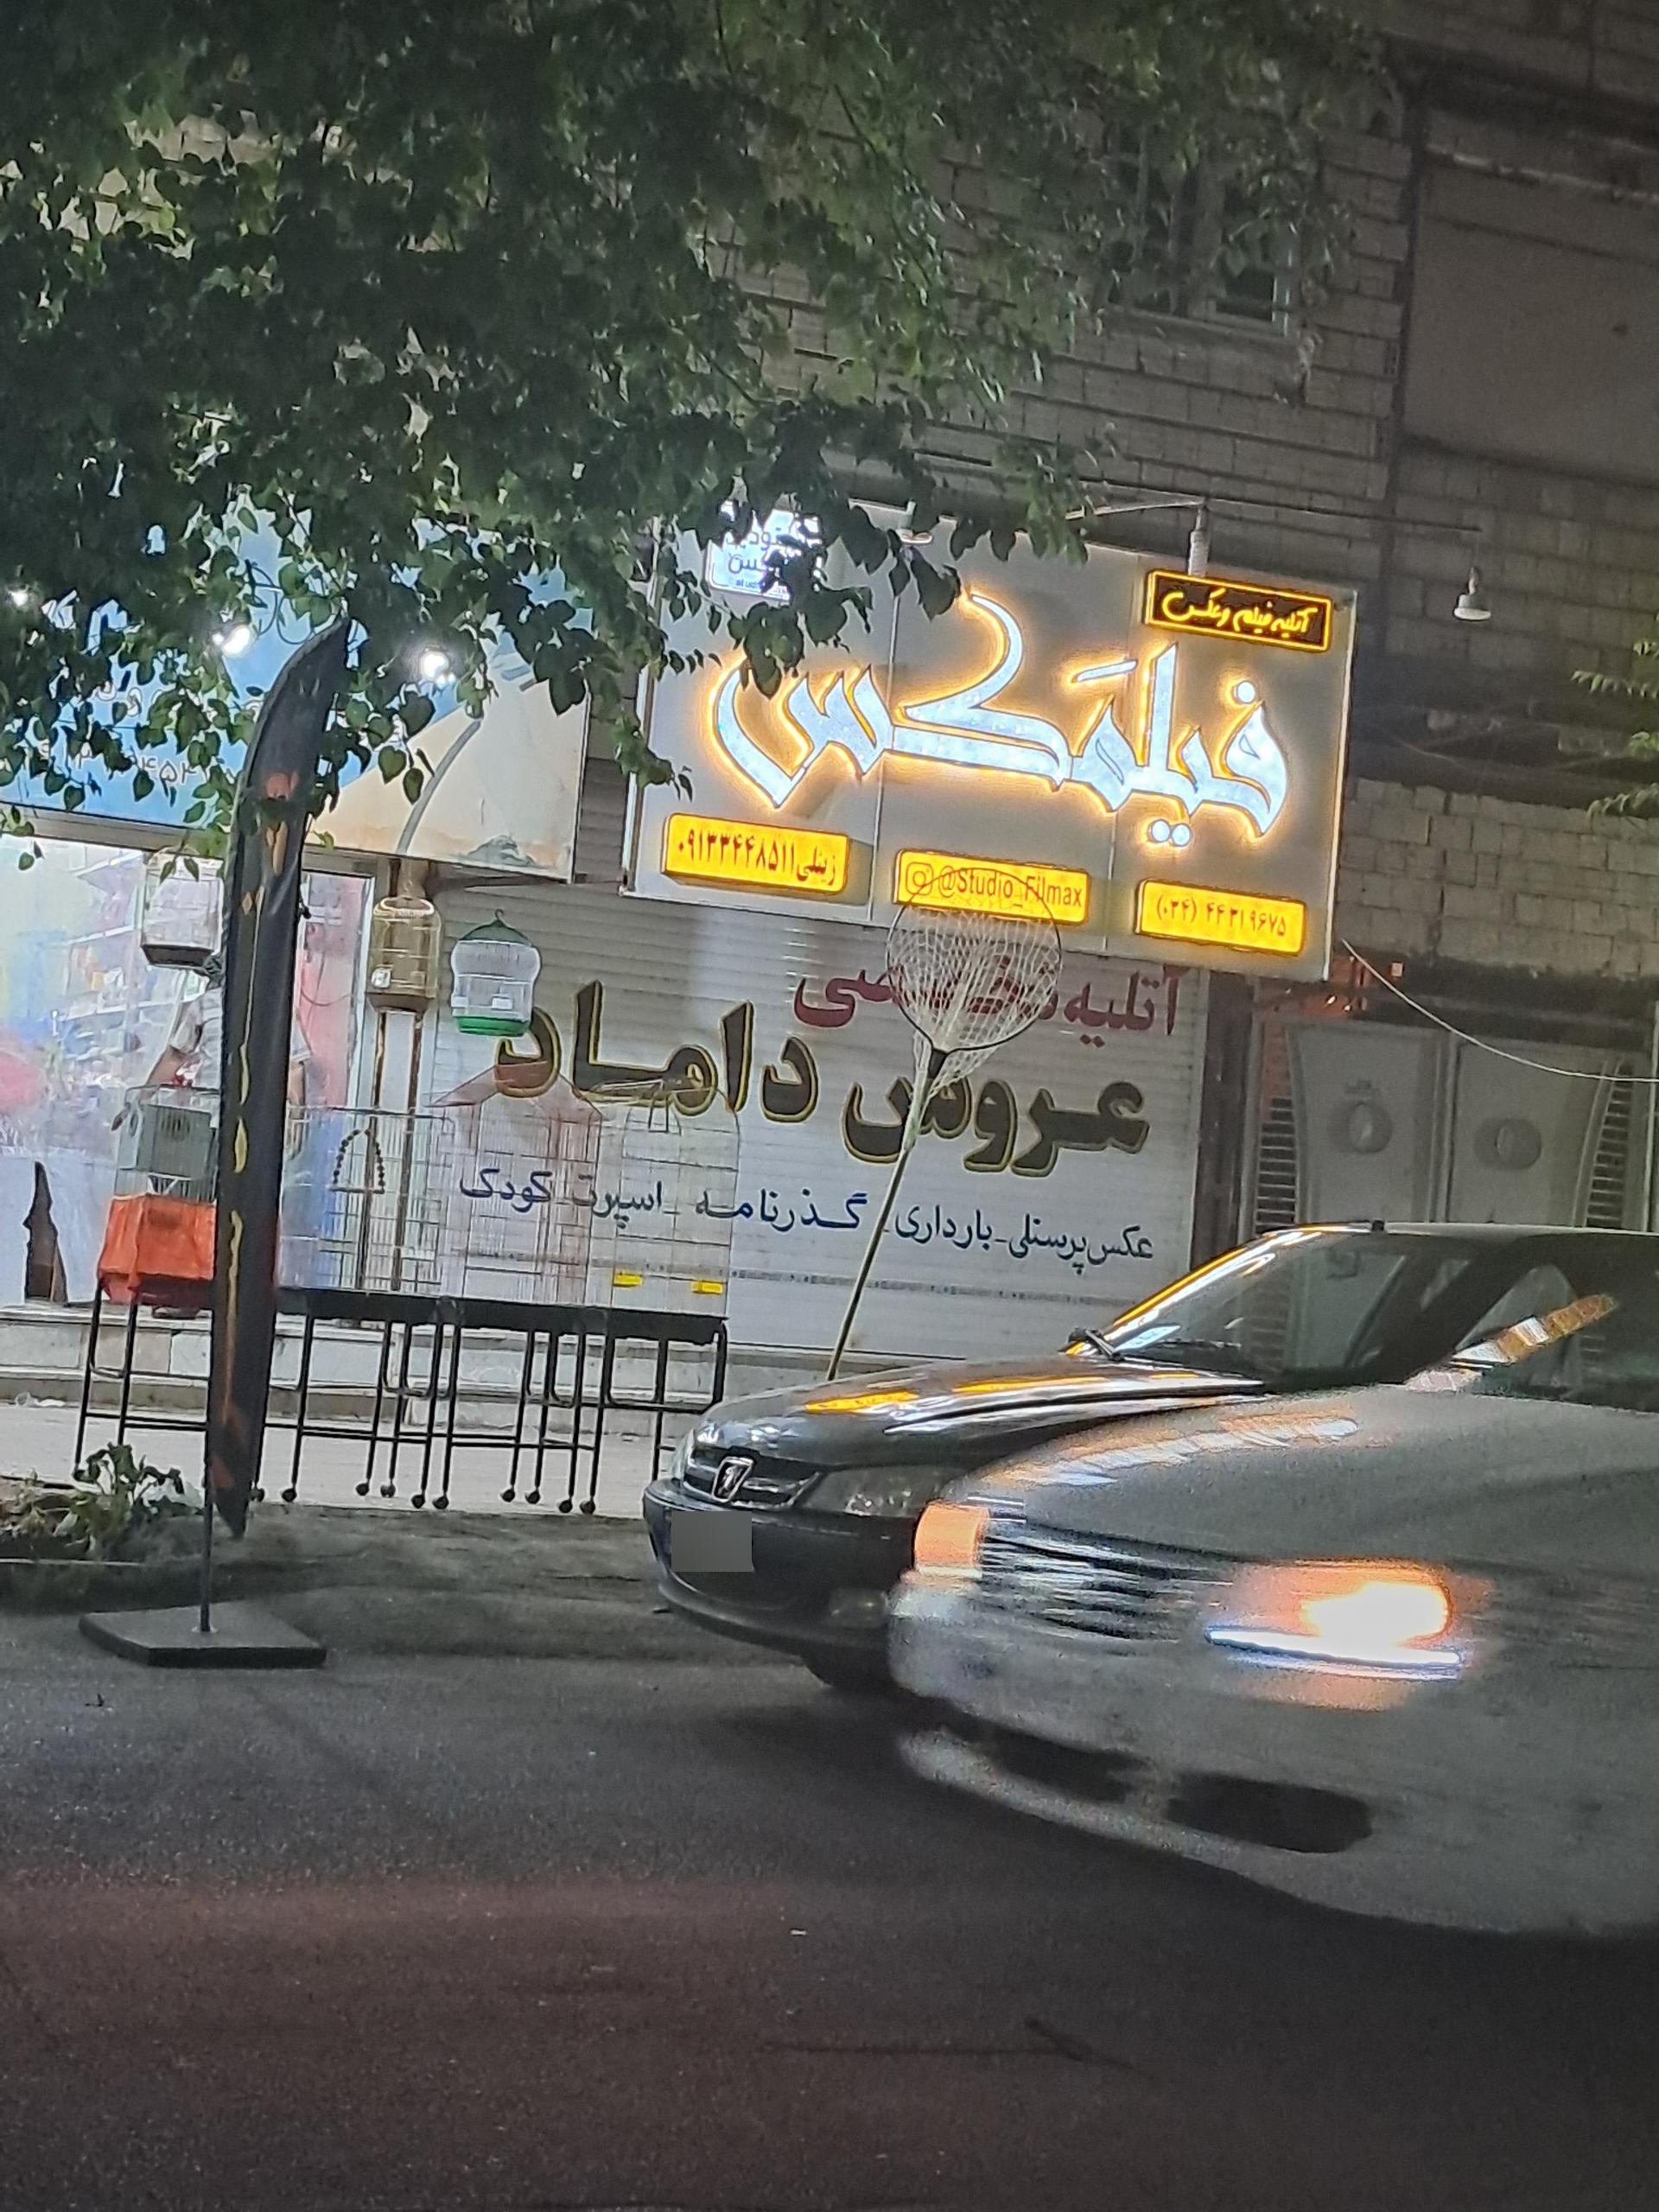 آتلیه فیلم و عکس
فیلمکس
زینلی ۰۹۱۳۳۴۴۸۵۱۱
@Studio_Filmax
(۰۳۴) ۴۴۳۱۹۶۷۵
آتلیه
عروس داماد
عکس پرسنلی_بارداری_گذرنامه_اسپرت_کودک